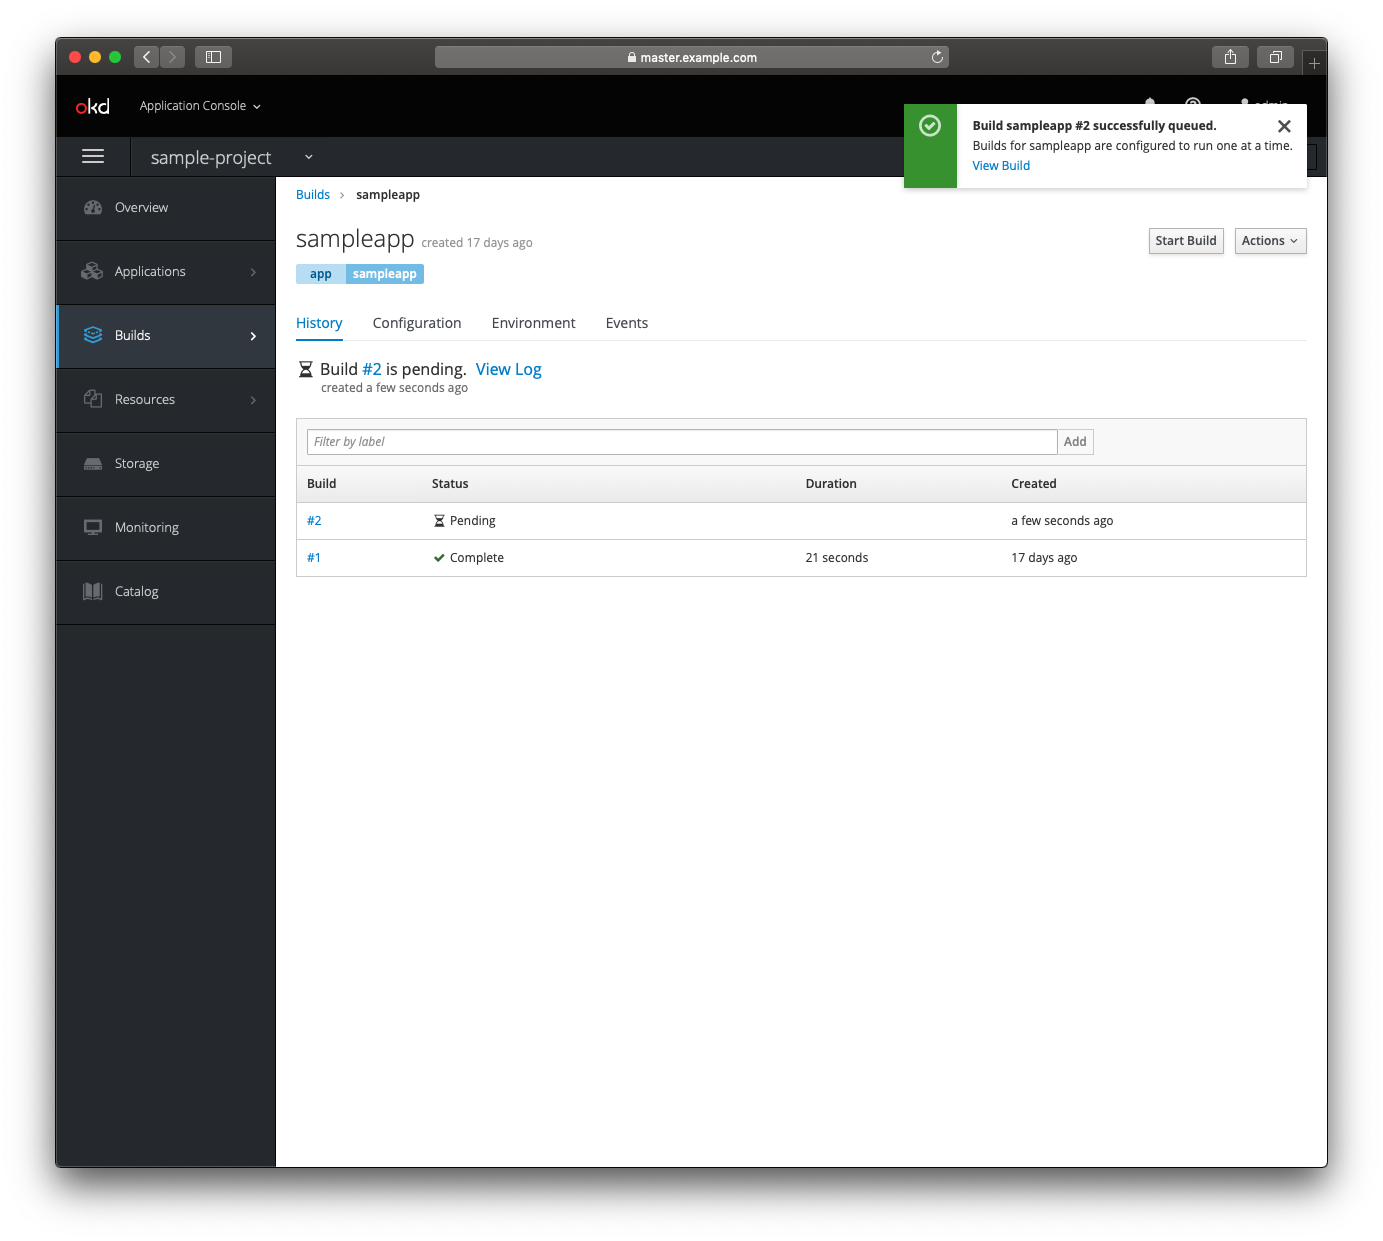 master.example.com
okd
Application Console
admin
sample-project
Build sampleapp #2 successfully queued.
Builds for sampleapp are configured to run one at a time.
View Build
Overview
Applications
Builds
Resources
Storage
Monitoring
Catalog
Builds > sampleapp
sampleapp created 17 days ago
Start Build
Actions
app sampleapp
History Configuration Environment Events
Build #2 is pending. View Log
created a few seconds ago
Filter by label
Add
Build Status Duration Created
#2 Pending a few seconds ago
#1 Complete 21 seconds 17 days ago